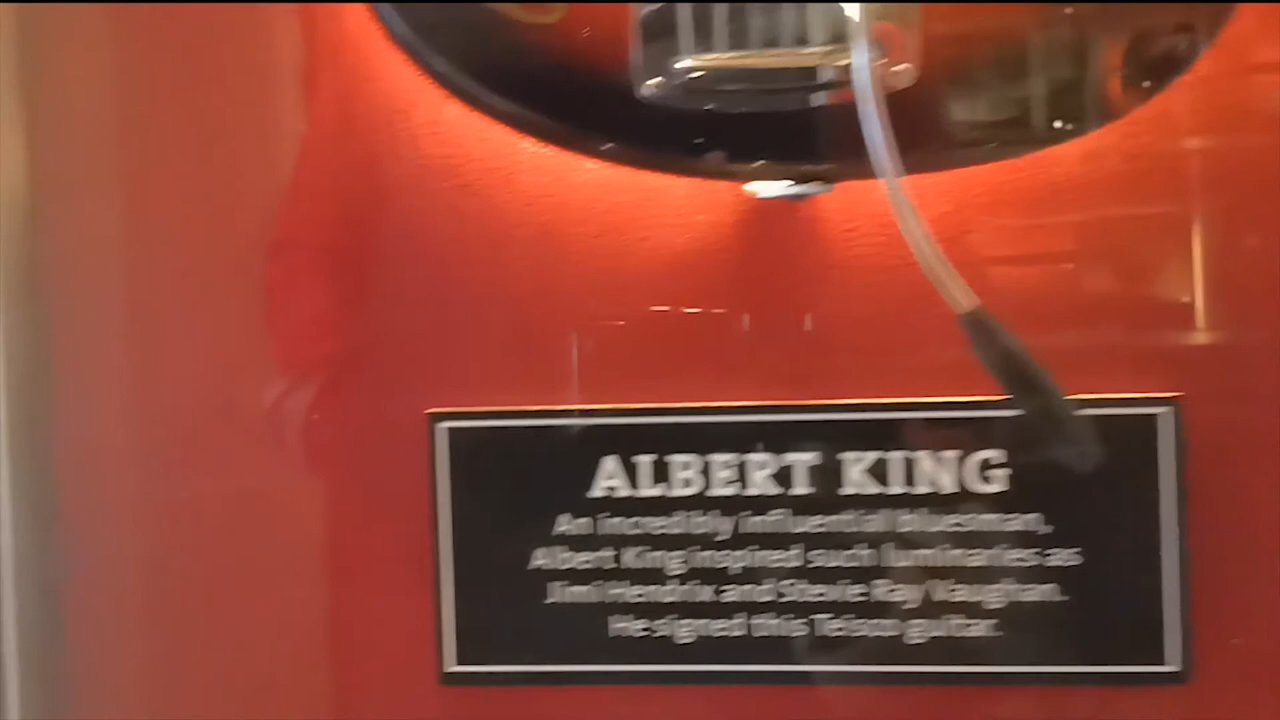 ALBERT KING
An incredibly influential bluesman,
Albert King inspired such luminaries as
Jimi Hendrix and Stevie Ray Vaughan.
He signed this Teisco guitar.